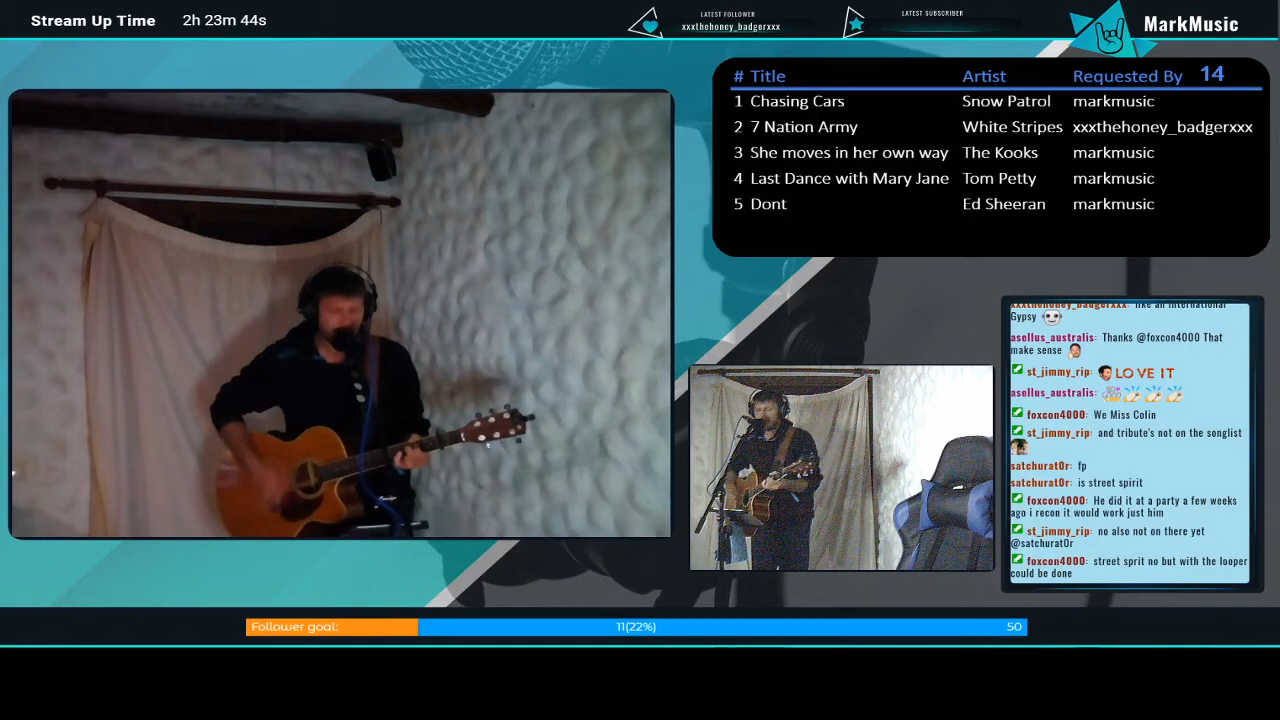 Stream Up Time 2h 23m 44s
LATEST FOLLOWER
xxxthehoney_badgerxxx
LATEST SUBSCRIBER
MarkMusic
# Title Artist Requested By 14
1 Chasing Cars Snow Patrol markmusic
2 7 Nation Army White Stripes xxxthehoney_badgerxxx
3 She moves in her own way The Kooks markmusic
4 Last Dance with Mary Jane Tom Petty markmusic
5 Dont Ed Sheeran markmusic
xxxthehoney_badgerxxx: like an international
Gypsy
asellus_australis: Thanks @foxcon4000 That
make sense
st_jimmy_rip: LOVE IT
asellus_australis:
foxcon4000: We Miss Colin
st_jimmy_rip: and tribute's not on the songlist
satchurat0r: fp
satchurat0r: is street spirit
foxcon4000: He did it at a party a few weeks
ago i recon it would work just him
st_jimmy_rip: no also not on there yet
@satchurat0r
foxcon4000: street sprit no but with the looper
could be done
Follower goal: 11(22%) 50